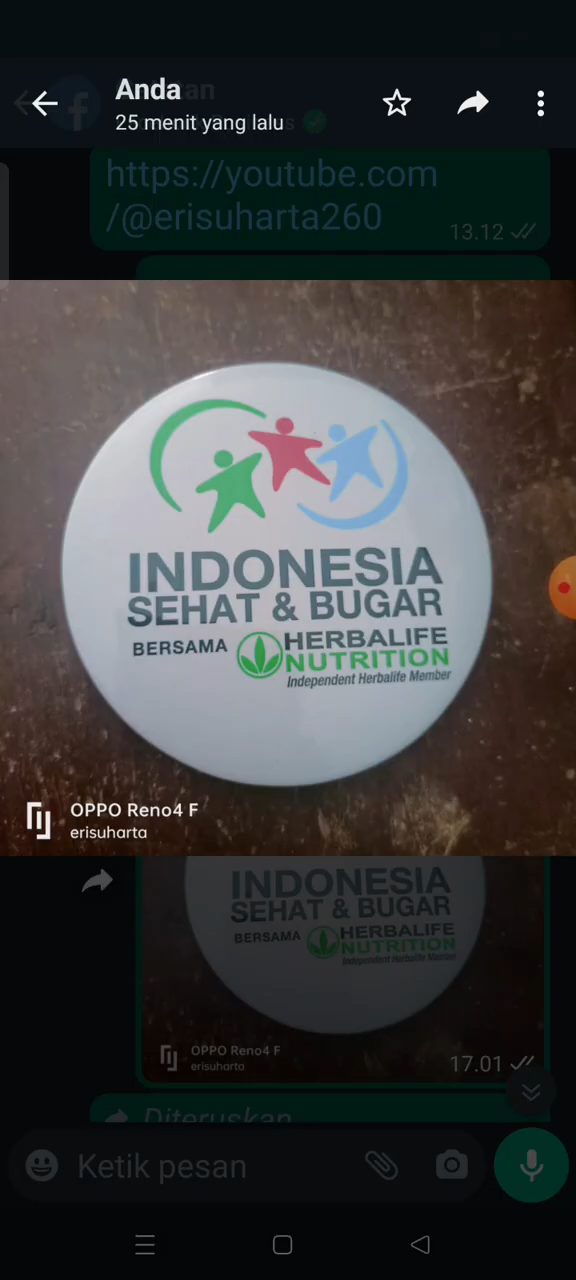 Anda
25 menit yang lalu
https://youtube.com
/@erisuharta260
13.12
INDONESIA
SEHAT & BUGAR
BERSAMA HERBALIFE
NUTRITION
Independent Herbalife Member
OPPO Reno4 F
erisuharta
INDONESIA
SEHAT & BUGAR
BERSAMA HERBALIFE
NUTRITION
Independent Herbalife Member
OPPO Reno4 F
erisuharta
17.01
Diteruskan
Ketik pesan